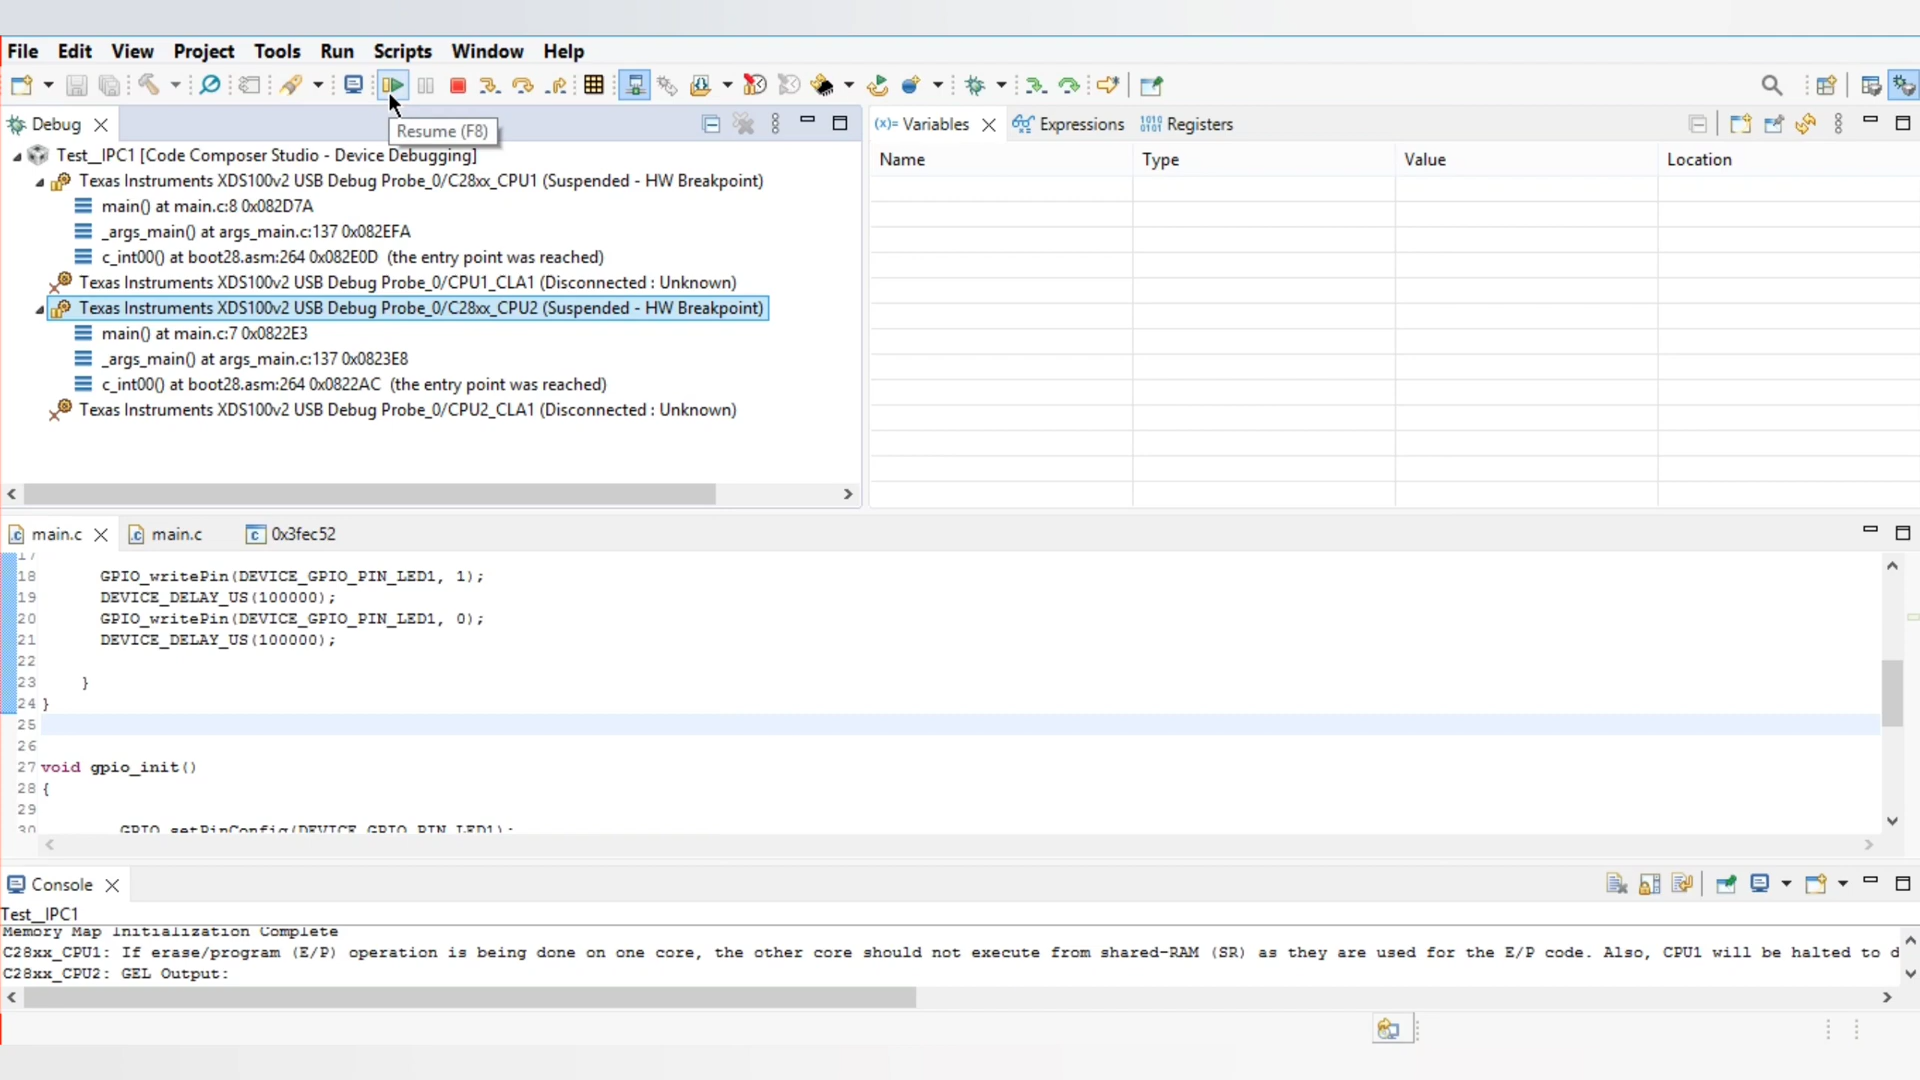 File Edit View Project Tools Run Scripts Window Help
Debug
Resume (F8)
Test__IPC1 [Code Composer Studio - Device Debugging]
Texas Instruments XDS100v2 USB Debug Probe_0/C28xx_CPU1 (Suspended - HW Breakpoint)
main() at main.c:8 0x082D7A
_args_main() at args_main.c:137 0x082EFA
c_int00() at boot28.asm:264 0x082E0D (the entry point was reached)
Texas Instruments XDS100v2 USB Debug Probe_0/CPU1_CLA1 (Disconnected : Unknown)
Texas Instruments XDS100v2 USB Debug Probe_0/C28xx_CPU2 (Suspended - HW Breakpoint)
main() at main.c:7 0x0822E3
_args_main() at args_main.c:137 0x0823E8
c_int00() at boot28.asm:264 0x0822AC (the entry point was reached)
Texas Instruments XDS100v2 USB Debug Probe_0/CPU2_CLA1 (Disconnected : Unknown)
(x)= Variables Expressions Registers
Name Type Value Location
main.c main.c 0x3fec52
17
18 GPIO_writePin(DEVICE_GPIO_PIN_LED1, 1);
19 DEVICE_DELAY_US(100000);
20 GPIO_writePin(DEVICE_GPIO_PIN_LED1, 0);
21 DEVICE_DELAY_US(100000);
22
23 }
24 }
25
26
27 void gpio_init()
28 {
29
30 GPIO_setPinConfig(DEVICE_GPIO_PIN_LED1);
Console
Test__IPC1
Memory Map Initialization Complete
C28xx_CPU1: If erase/program (E/P) operation is being done on one core, the other core should not execute from shared-RAM (SR) as they are used for the E/P code. Also, CPU1 will be halted to d
C28xx_CPU2: GEL Output: